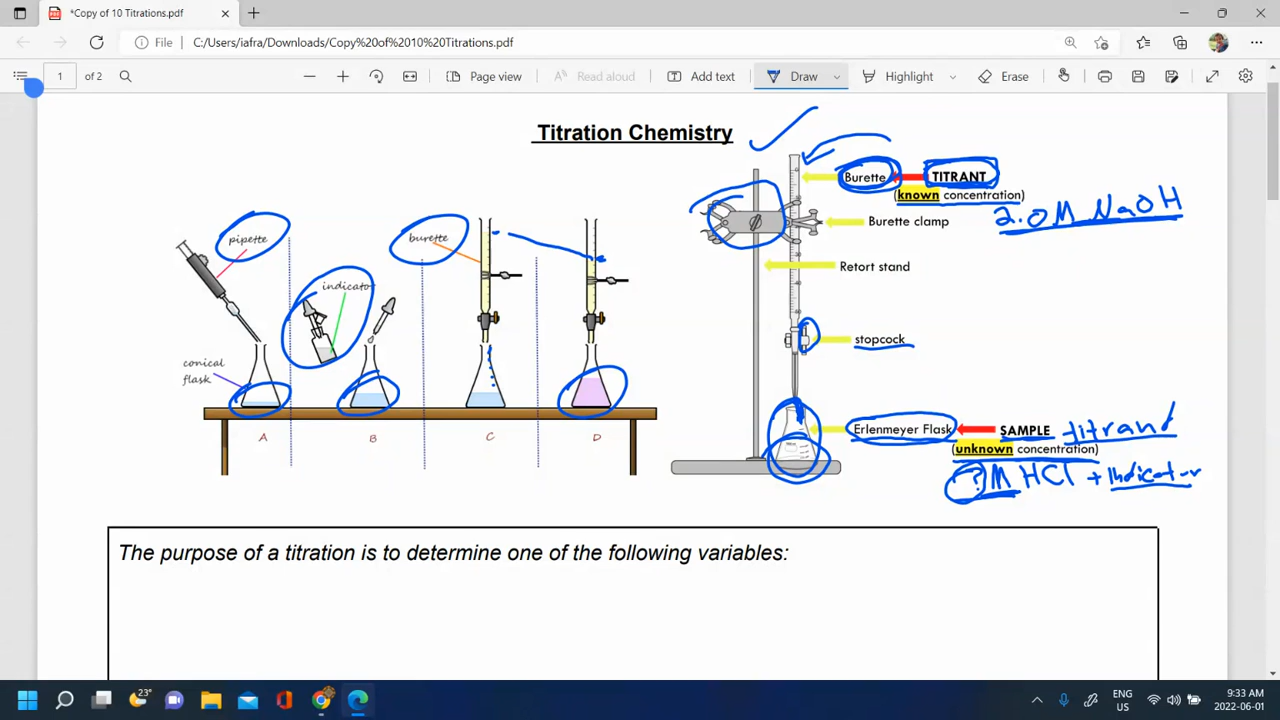 *Copy of 10 Titrations.pdf
File C:/Users/iafra/Downloads/Copy%20of%2010%20Titrations.pdf
1 of 2
Page view
Read aloud
Add text
Draw
Highlight
Erase
Titration Chemistry
Burette TITRANT
(known concentration)
2.0M NaOH
Burette clamp
Retort stand
stopcock
Erlenmeyer Flask SAMPLE titrand
(unknown concentration)
? M HCl + Indicator
pipette
indicator
burette
conical
flask
A B C D
The purpose of a titration is to determine one of the following variables:
23°
ENG
US
9:33 AM
2022-06-01